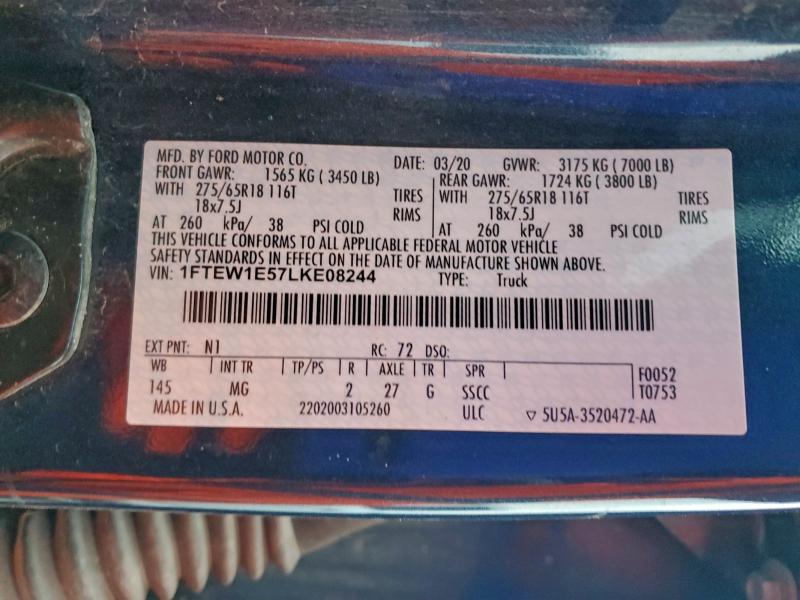 MFD. BY FORD MOTOR CO. DATE: 03/20 GVWR: 3175 KG ( 7000 LB)
FRONT GAWR: 1565 KG ( 3450 LB) REAR GAWR: 1724 KG ( 3800 LB)
WITH 275/65R18 116T TIRES WITH 275/65R18 116T TIRES
18x7.5J RIMS 18x7.5J RIMS
AT 260 kPa/ 38 PSI COLD AT 260 kPa/ 38 PSI COLD
THIS VEHICLE CONFORMS TO ALL APPLICABLE FEDERAL MOTOR VEHICLE
SAFETY STANDARDS IN EFFECT ON THE DATE OF MANUFACTURE SHOWN ABOVE.
VIN: 1FTEW1E57LKE08244 TYPE: Truck
EXT PNT: N1 RC: 72 DSO:
WB INT TR TP/PS R AXLE TR SPR F0052
145 MG 2 27 G SSCC T0753
MADE IN U.S.A. 2202003105260 ULC ▽ 5U5A-3520472-AA